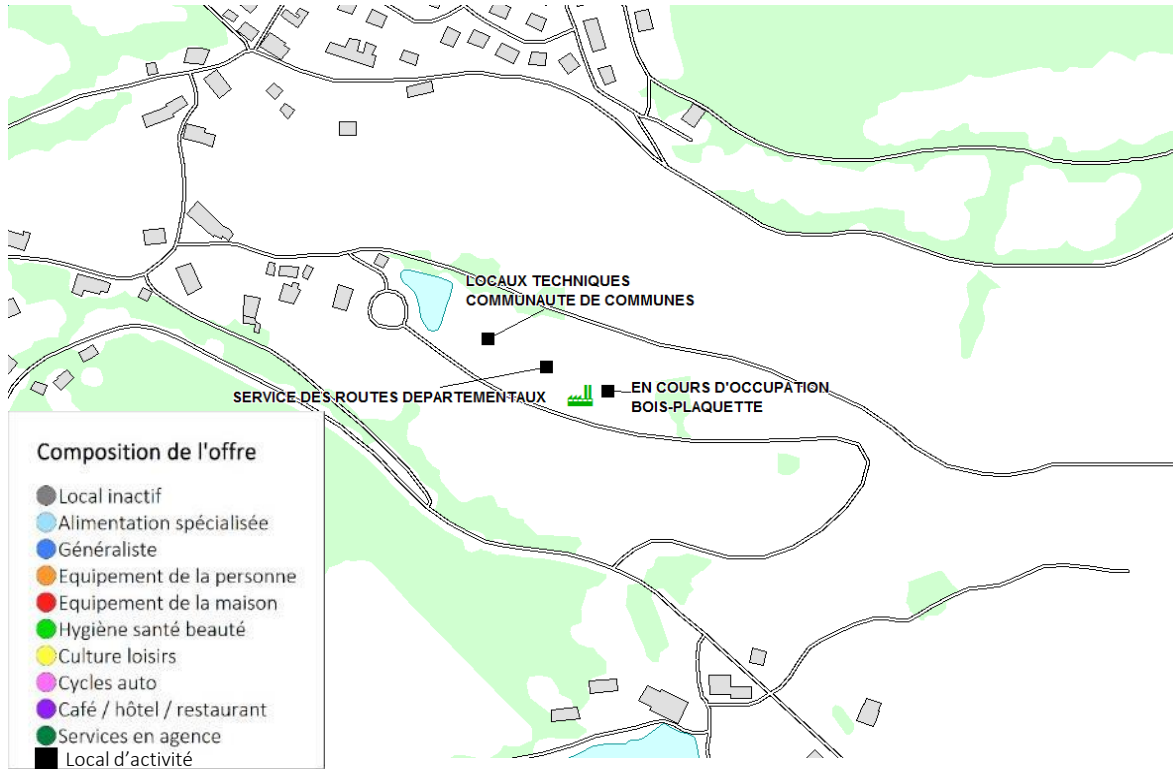 LOCAUX TECHNIQUES
COMMUNAUTE DE COMMUNES
SERVICE DES ROUTES DEPARTEMENTAUX
EN COURS D'OCCUPATION
BOIS-PLAQUETTE
Composition de l'offre
Local inactif
Alimentation spécialisée
Généraliste
Equipement de la personne
Equipement de la maison
Hygiène santé beauté
Culture loisirs
Cycles auto
Café / hôtel / restaurant
Services en agence
Local d'activité